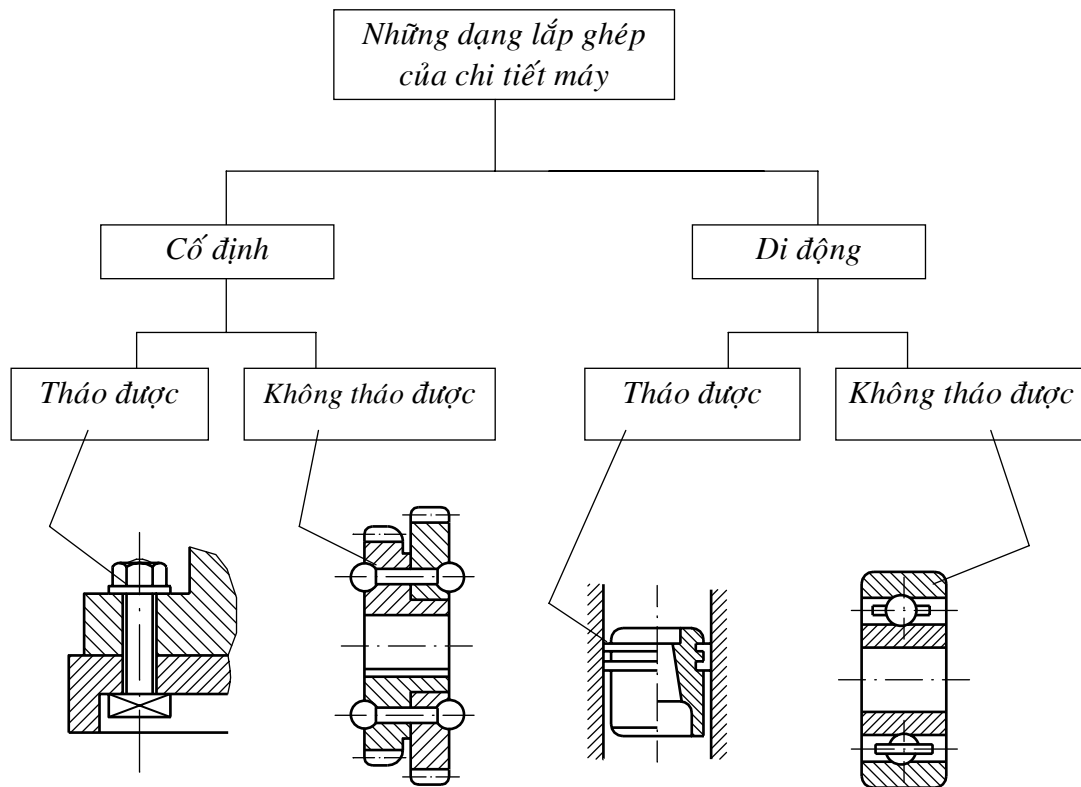 Những dạng lắp ghép
của chi tiết máy
Cố định
Di động
Tháo được
Không tháo được
Tháo được
Không tháo được